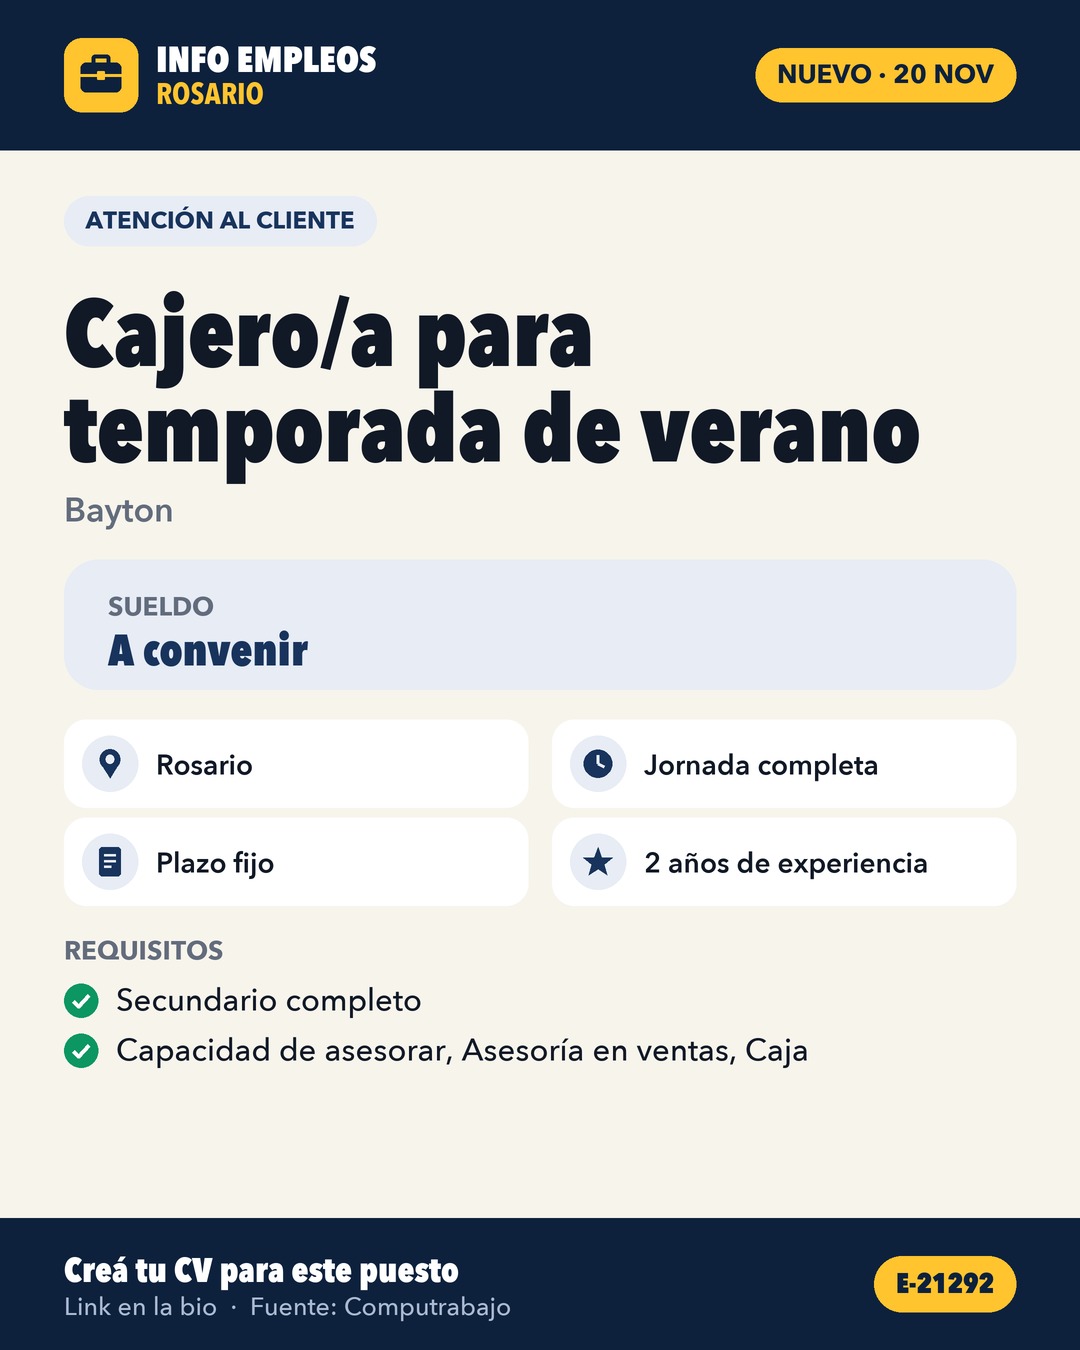 INFO EMPLEOS
ROSARIO
NUEVO · 20 NOV
ATENCIÓN AL CLIENTE
Cajero/a para
temporada de verano
Bayton
SUELDO
A convenir
Rosario
Jornada completa
Plazo fijo
2 años de experiencia
REQUISITOS
Secundario completo
Capacidad de asesorar, Asesoría en ventas, Caja
Creá tu CV para este puesto
Link en la bio · Fuente: Computrabajo
E-21292